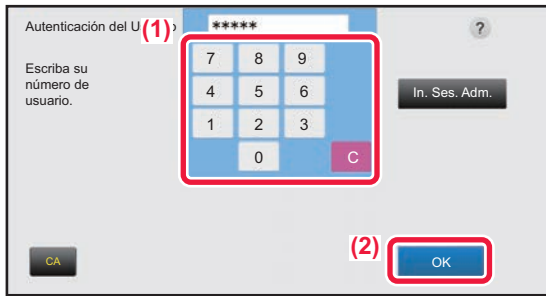 Autenticación del U
(1)
*****
?
Escriba su
número de
usuario.
7 8 9
4 5 6
1 2 3
0 C
In. Ses. Adm.
CA
(2)
OK